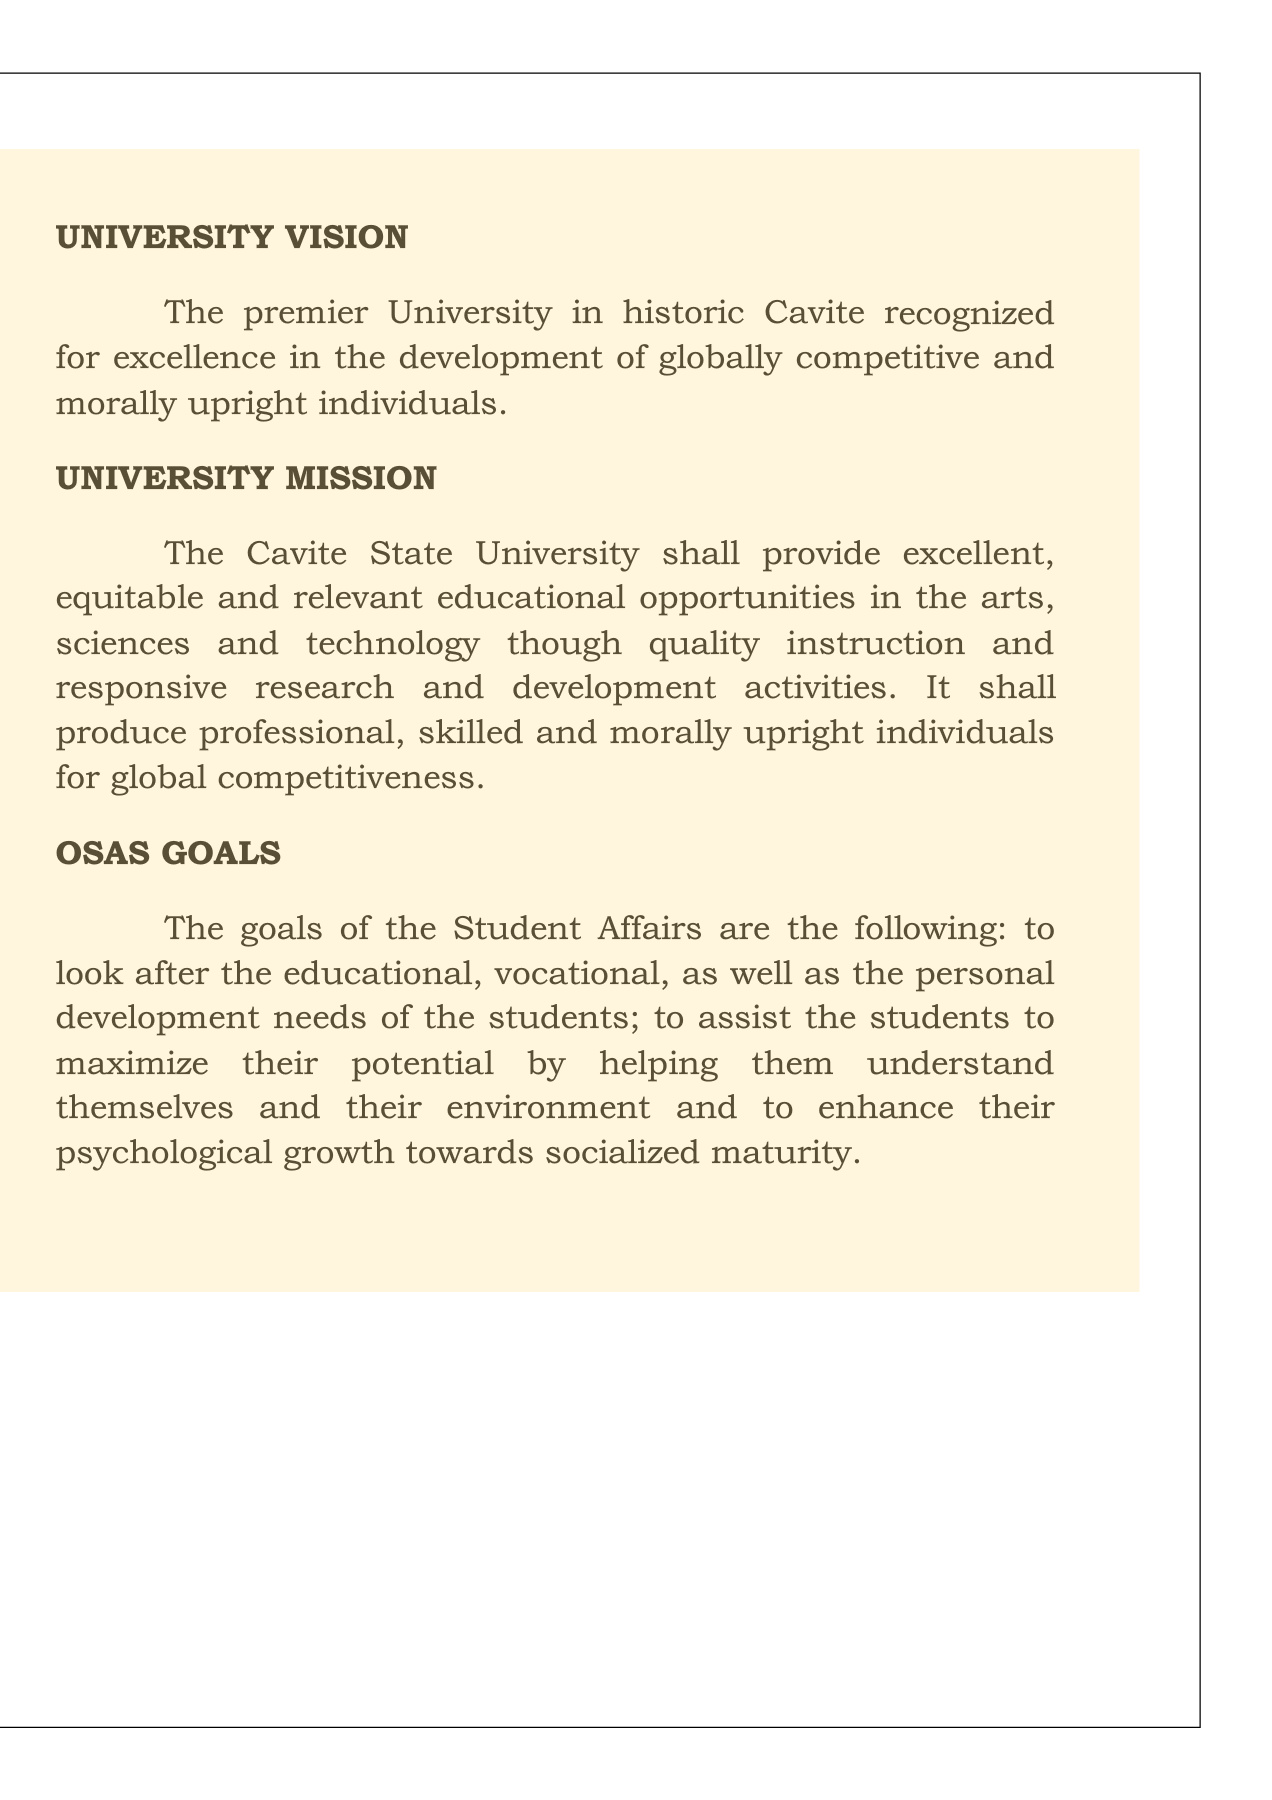 UNIVERSITY VISION
The premier University in historic Cavite recognized
for excellence in the development of globally competitive and
morally upright individuals.
UNIVERSITY MISSION
The Cavite State University shall provide excellent,
equitable and relevant educational opportunities in the arts,
sciences and technology though quality instruction and
responsive research and development activities. It shall
produce professional, skilled and morally upright individuals
for global competitiveness.
OSAS GOALS
The goals of the Student Affairs are the following: to
look after the educational, vocational, as well as the personal
development needs of the students; to assist the students to
maximize their potential by helping them understand
themselves and their environment and to enhance their
psychological growth towards socialized maturity.